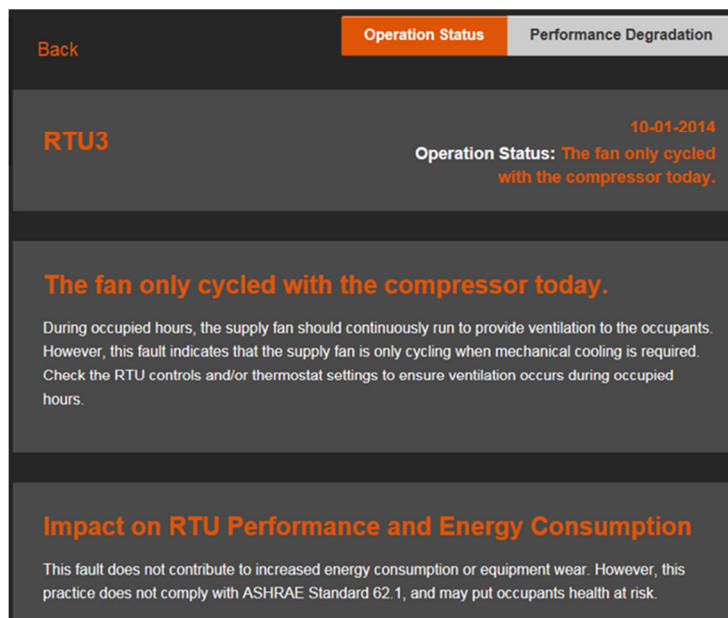 Back
Operation Status
Performance Degradation
RTU3
10-01-2014
Operation Status: The fan only cycled
with the compressor today.
The fan only cycled with the compressor today.
During occupied hours, the supply fan should continuously run to provide ventilation to the occupants.
However, this fault indicates that the supply fan is only cycling when mechanical cooling is required.
Check the RTU controls and/or thermostat settings to ensure ventilation occurs during occupied
hours.
Impact on RTU Performance and Energy Consumption
This fault does not contribute to increased energy consumption or equipment wear. However, this
practice does not comply with ASHRAE Standard 62.1, and may put occupants health at risk.